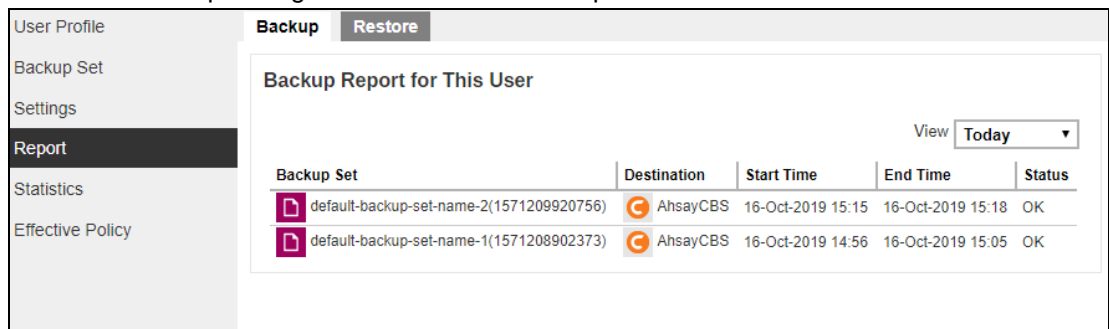 User Profile
Backup Set
Settings
Report
Statistics
Effective Policy
Backup Restore
Backup Report for This User
View Today
Backup Set Destination Start Time End Time Status
default-backup-set-name-2(1571209920756) AhsayCBS 16-Oct-2019 15:15 16-Oct-2019 15:18 OK
default-backup-set-name-1(1571208902373) AhsayCBS 16-Oct-2019 14:56 16-Oct-2019 15:05 OK